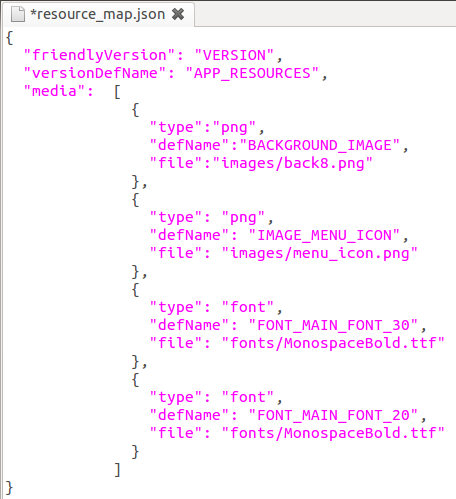 *resource_map.json ✖
{
  "friendlyVersion": "VERSION",
  "versionDefName": "APP_RESOURCES",
  "media":  [
              {
                "type":"png",
                "defName":"BACKGROUND_IMAGE",
                "file":"images/back8.png"
              },
              {
                "type": "png",
                "defName": "IMAGE_MENU_ICON",
                "file": "images/menu_icon.png"
              },
              {
                "type": "font",
                "defName": "FONT_MAIN_FONT_30",
                "file": "fonts/MonospaceBold.ttf"
              },
              {
                "type": "font",
                "defName": "FONT_MAIN_FONT_20",
                "file": "fonts/MonospaceBold.ttf"
              }
            ]
}